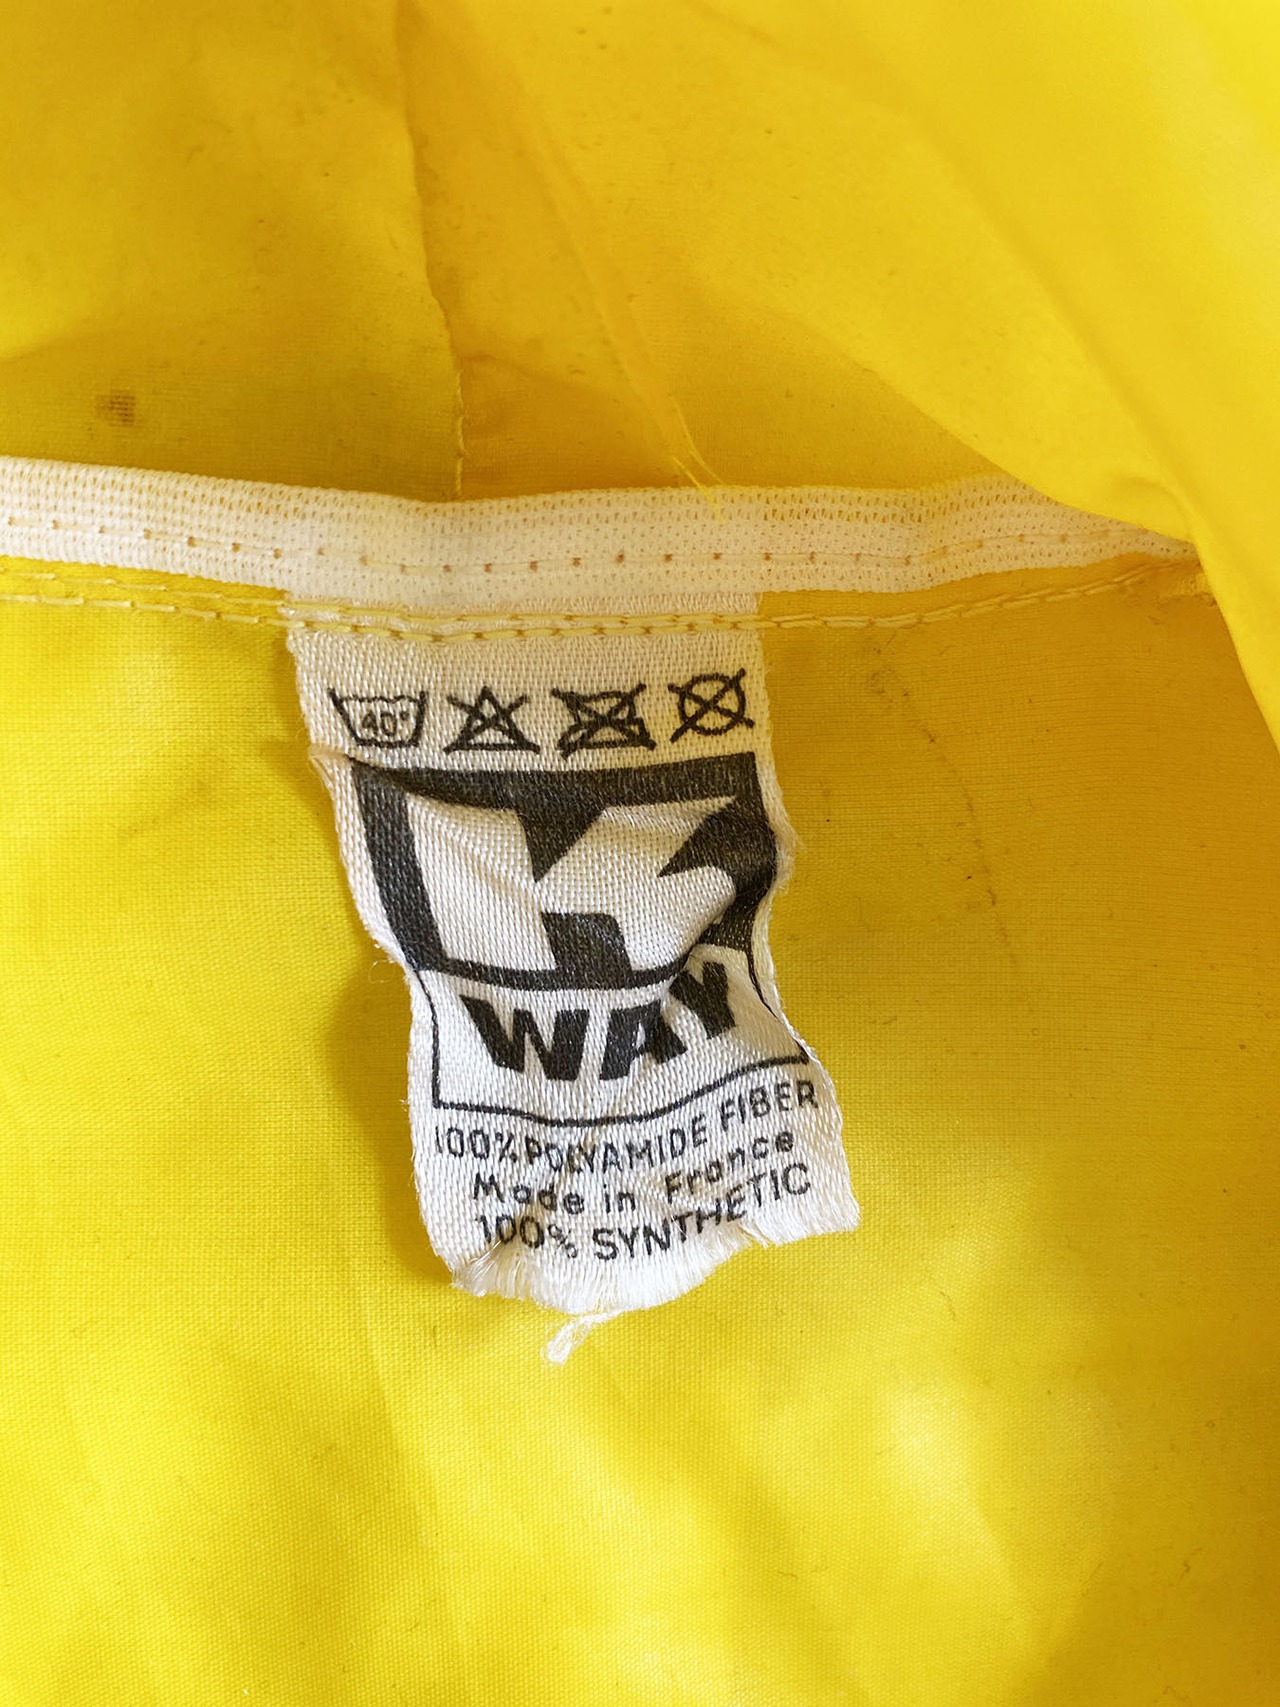 40°
K
WAY
100% POLYAMIDE FIBER
Made in France
100% SYNTHETIC